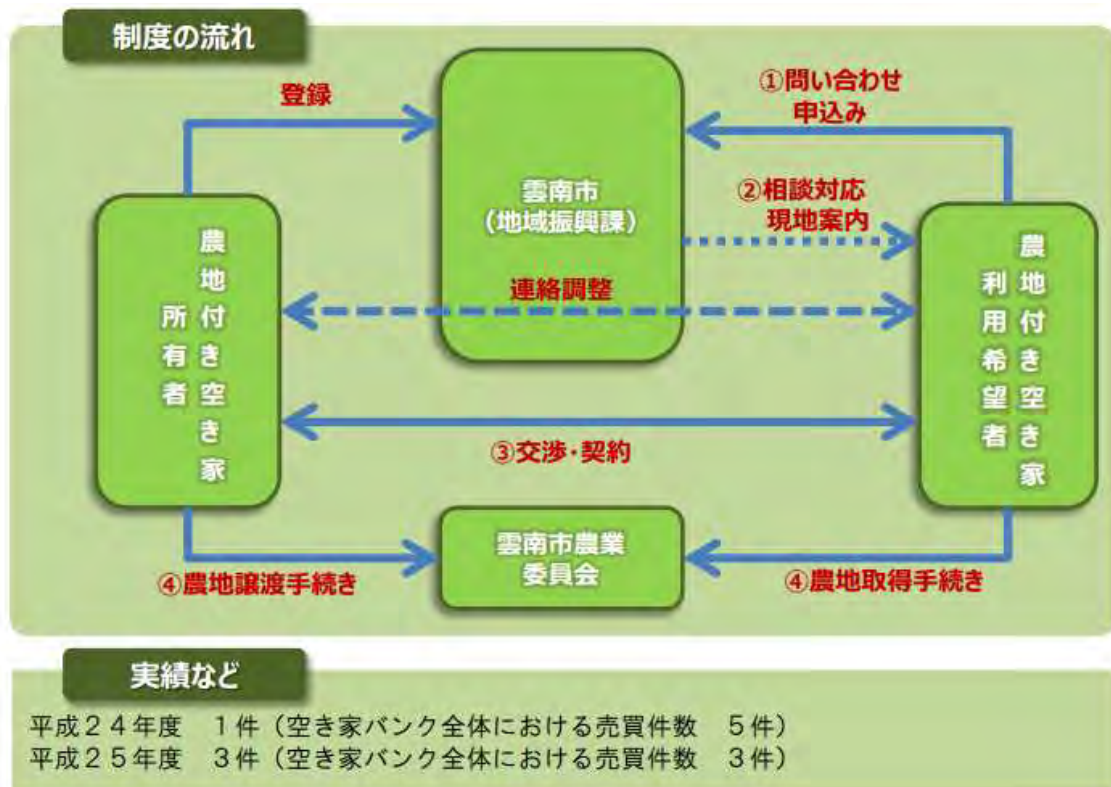 制度の流れ
登録
①問い合わせ
申込み
雲南市
(地域振興課)
②相談対応
現地案内
農地付き空き家
所有者
連絡調整
農地付き空き家
利用希望者
③交渉・契約
雲南市農業
委員会
④農地譲渡手続き
④農地取得手続き
実績など
平成24年度 1件(空き家バンク全体における売買件数 5件)
平成25年度 3件(空き家バンク全体における売買件数 3件)